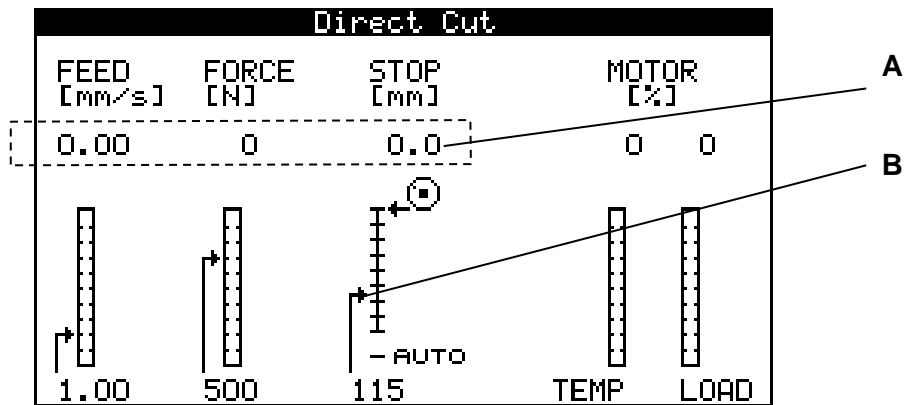 Direct Cut
FEED FORCE STOP MOTOR
[mm/s] [N] [mm] [%]
A
0.00 0 0.0 0 0
B
- AUTO
1.00 500 115 TEMP LOAD